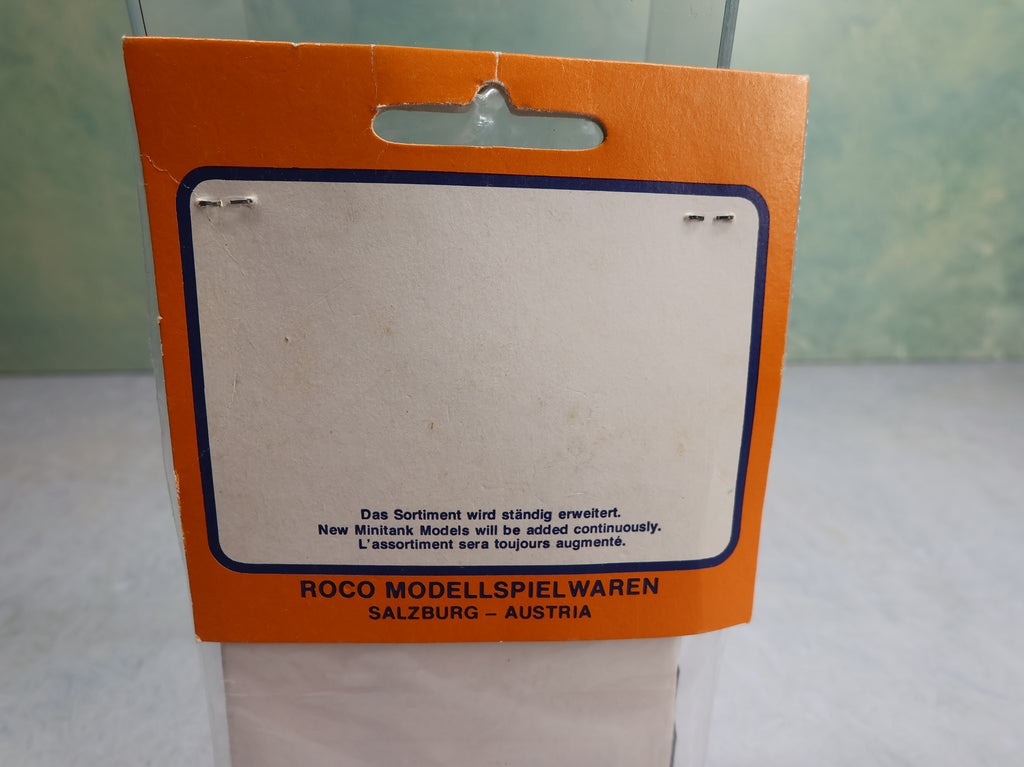 Das Sortiment wird ständig erweitert.
New Minitank Models will be added continuously.
L'assortiment sera toujours augmenté.
ROCO MODELLSPIELWAREN
SALZBURG – AUSTRIA